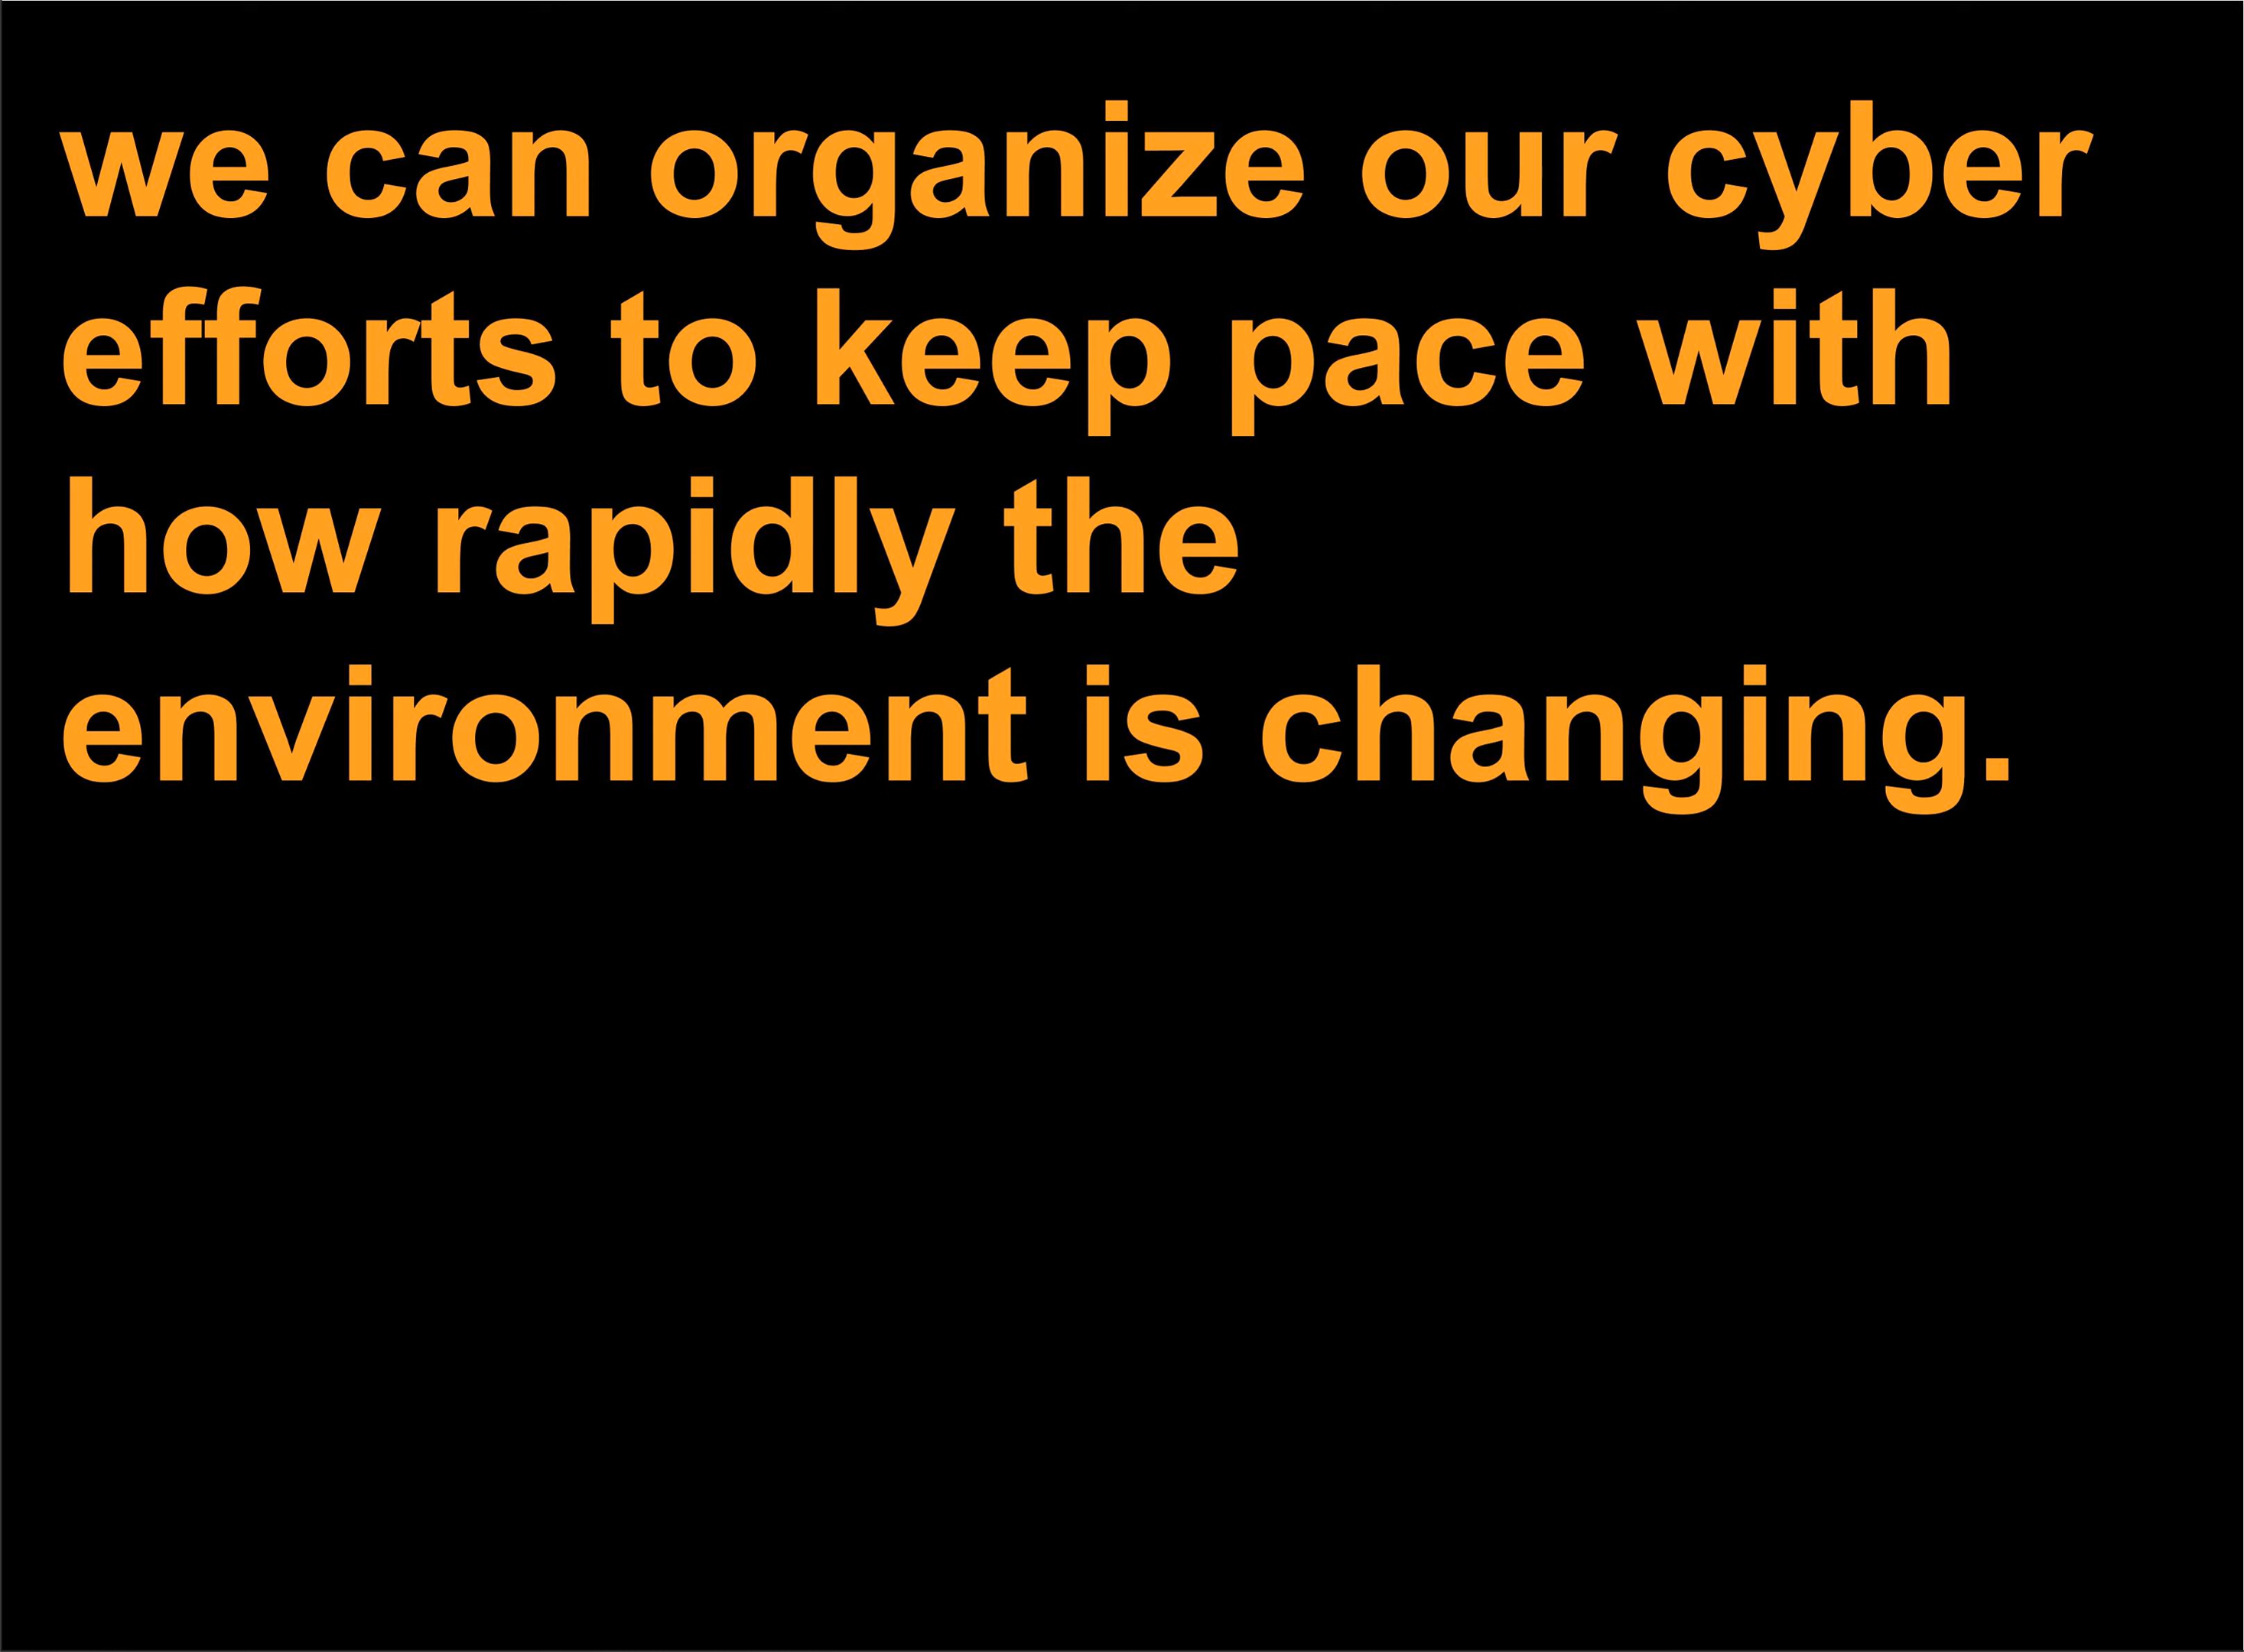 we can organize our cyber
efforts to keep pace with
how rapidly the
environment is changing.